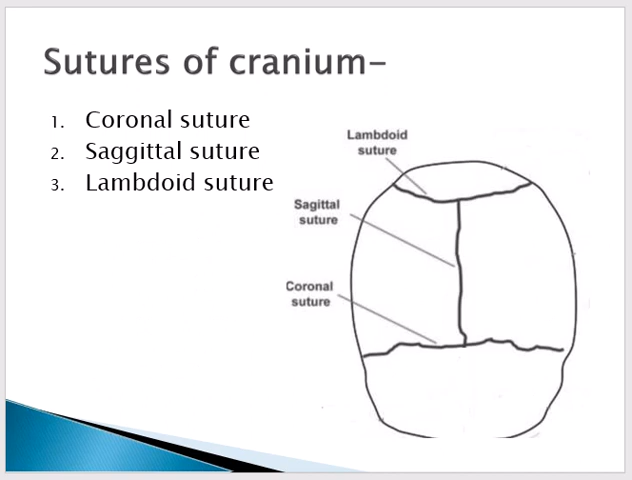 Sutures of cranium–
1. Coronal suture
2. Saggittal suture
3. Lambdoid suture
Lambdoid
suture
Sagittal
suture
Coronal
suture